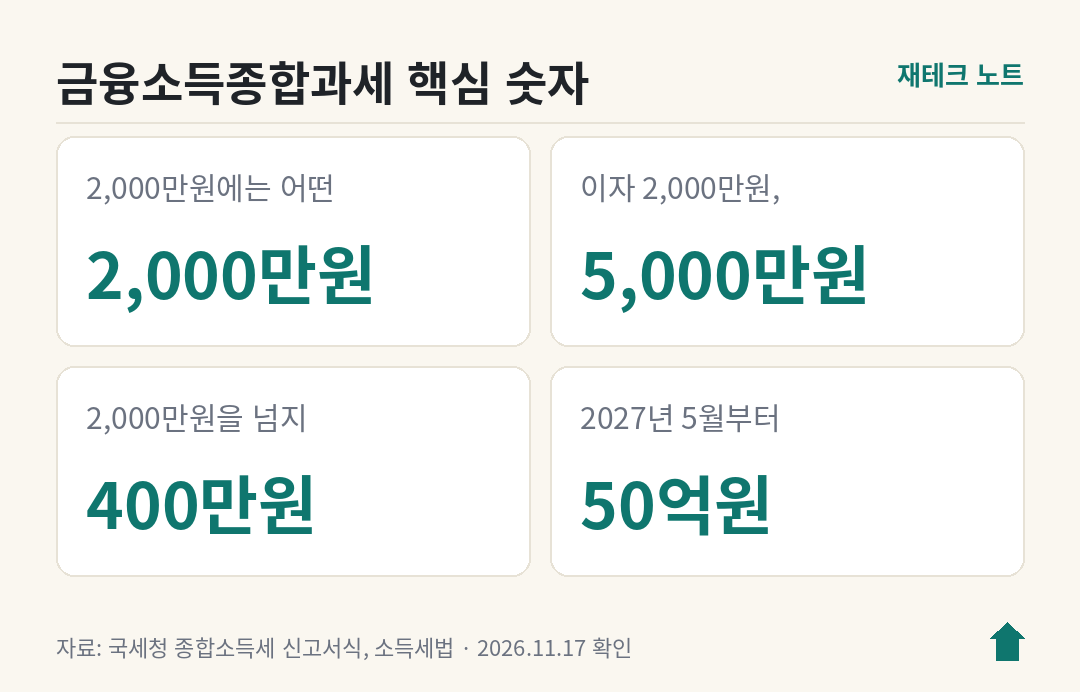 금융소득종합과세 핵심 숫자
재테크 노트
2,000만원에는 어떤
2,000만원
이자 2,000만원,
5,000만원
2,000만원을 넘지
400만원
2027년 5월부터
50억원
자료: 국세청 종합소득세 신고서식, 소득세법 · 2026.11.17 확인